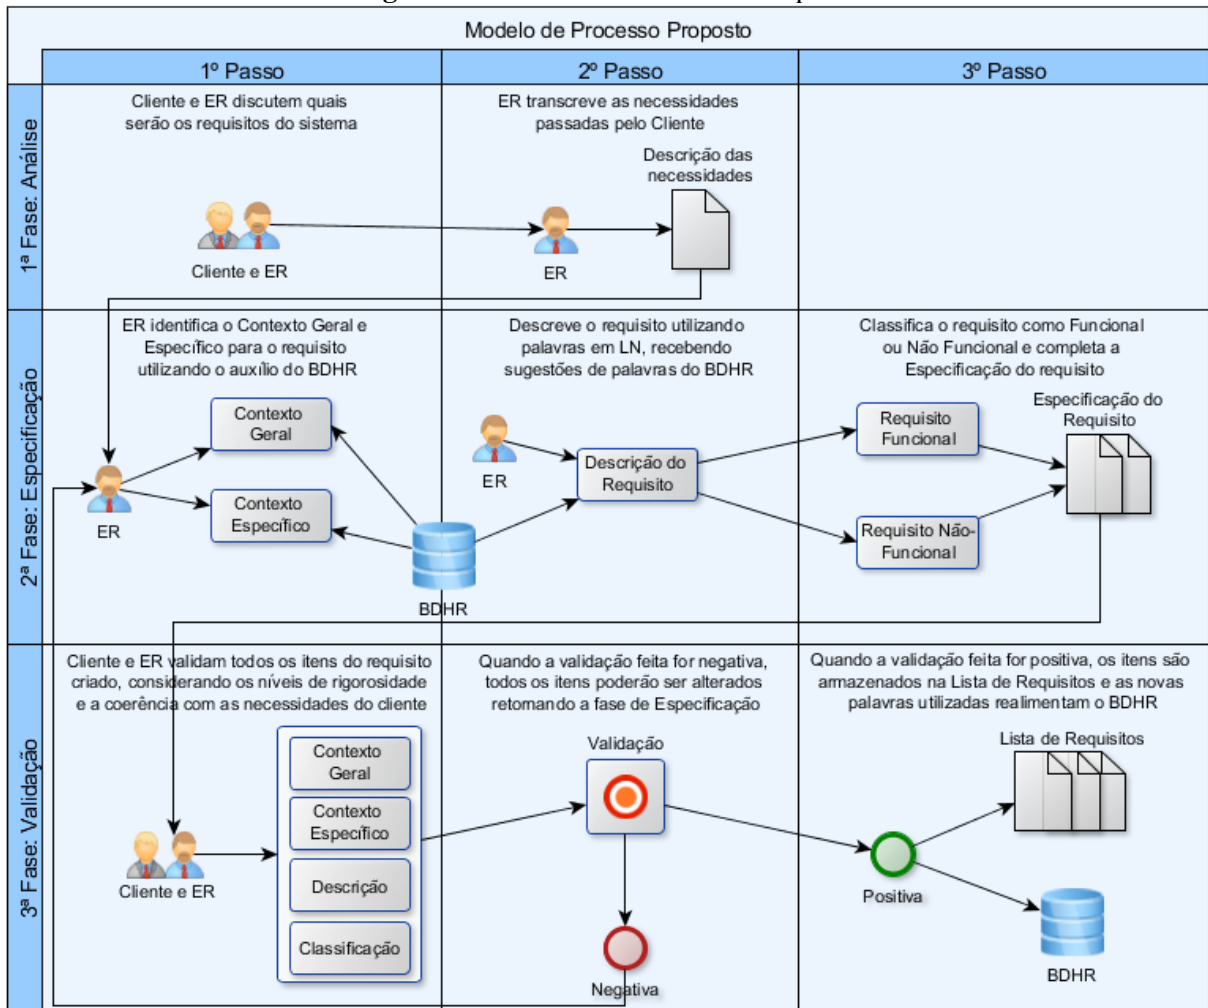 Modelo de Processo Proposto
1º Passo
2º Passo
3º Passo
1ª Fase: Análise
Cliente e ER discutem quais
serão os requisitos do sistema
Cliente e ER
ER transcreve as necessidades
passadas pelo Cliente
Descrição das
necessidades
ER
2ª Fase: Especificação
ER identifica o Contexto Geral e
Específico para o requisito
utilizando o auxílio do BDHR
Contexto
Geral
Contexto
Específico
ER
BDHR
Descreve o requisito utilizando
palavras em LN, recebendo
sugestões de palavras do BDHR
ER
Descrição do
Requisito
Classifica o requisito como Funcional
ou Não Funcional e completa a
Especificação do requisito
Requisito
Funcional
Requisito Não-
Funcional
Especificação do
Requisito
3ª Fase: Validação
Cliente e ER validam todos os itens do requisito
criado, considerando os níveis de rigorosidade
e a coerência com as necessidades do cliente
Cliente e ER
Contexto
Geral
Contexto
Específico
Descrição
Classificação
Quando a validação feita for negativa,
todos os itens poderão ser alterados
retornando a fase de Especificação
Validação
Negativa
Quando a validação feita for positiva, os itens são
armazenados na Lista de Requisitos e as novas
palavras utilizadas realimentam o BDHR
Lista de Requisitos
Positiva
BDHR